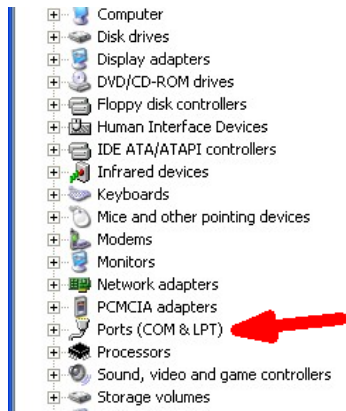 Computer
Disk drives
Display adapters
DVD/CD-ROM drives
Floppy disk controllers
Human Interface Devices
IDE ATA/ATAPI controllers
Infrared devices
Keyboards
Mice and other pointing devices
Modems
Monitors
Network adapters
PCMCIA adapters
Ports (COM & LPT)
Processors
Sound, video and game controllers
Storage volumes